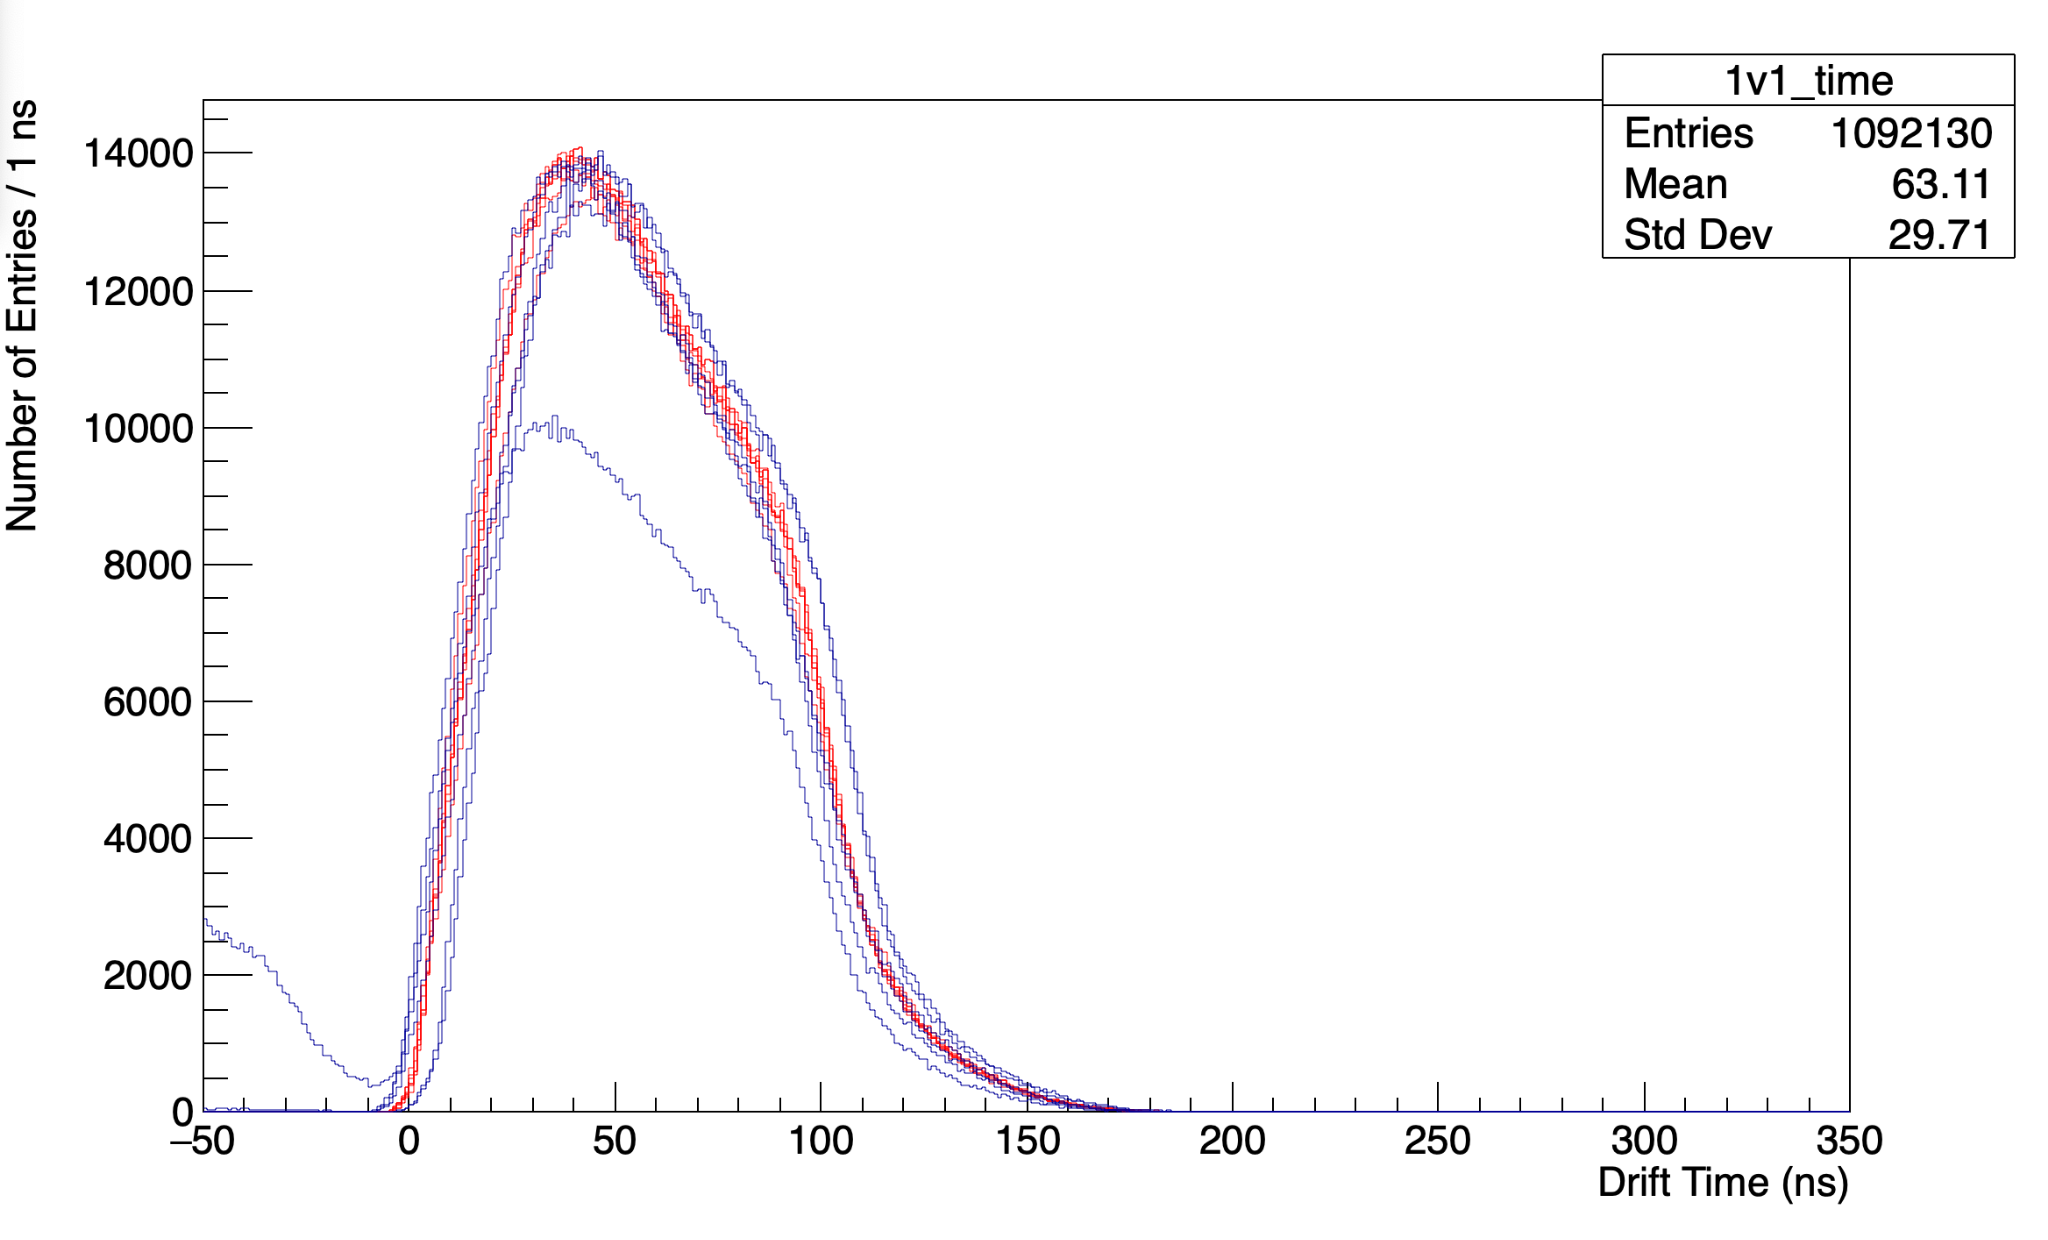 1v1_time
Entries 1092130
Mean 63.11
Std Dev 29.71
Number of Entries / 1 ns
14000
12000
10000
8000
6000
4000
2000
0
−50 0 50 100 150 200 250 300 350
Drift Time (ns)